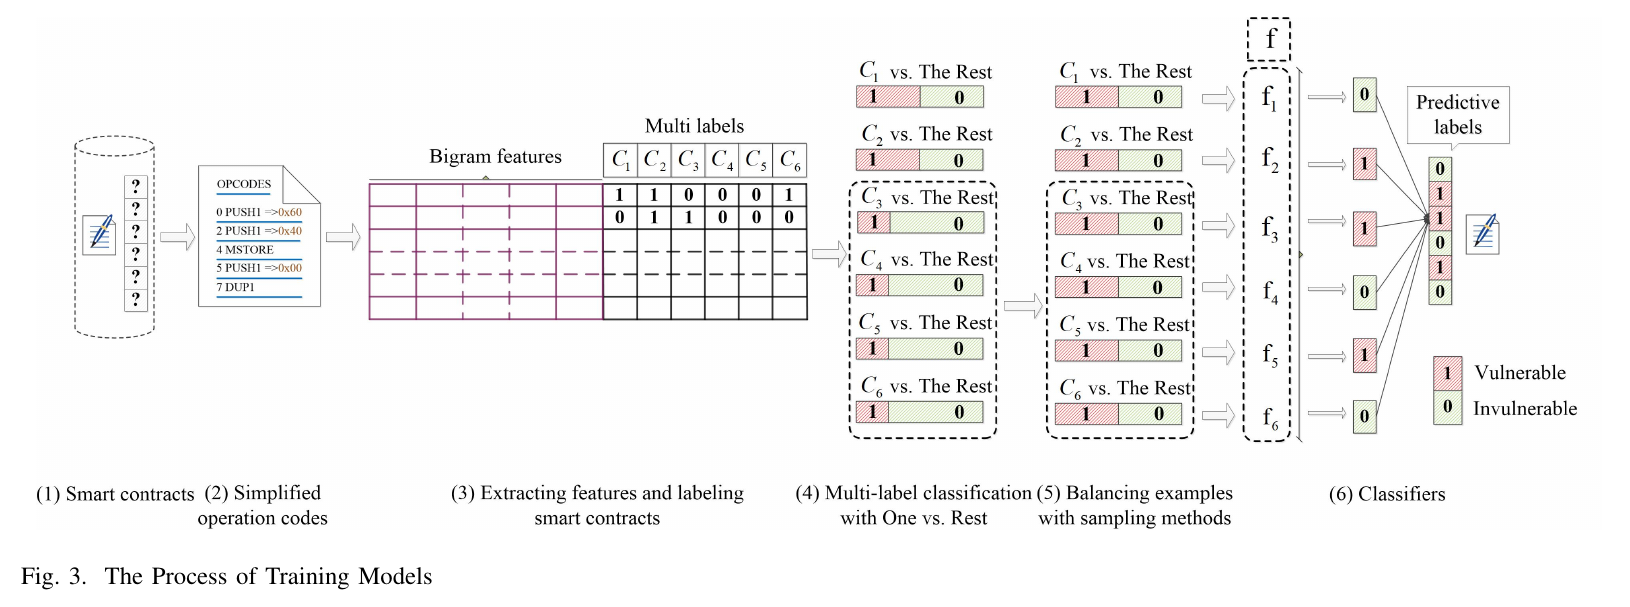 ?
?
?
?
?
?
OPCODES
0 PUSH1 =>0x60
2 PUSH1 =>0x40
4 MSTORE
5 PUSH1 =>0x00
7 DUP1
Bigram features
Multi labels
C1 C2 C3 C4 C5 C6
1 1 0 0 0 1
0 1 1 0 0 0
C1 vs. The Rest
1 0
C2 vs. The Rest
1 0
C3 vs. The Rest
1 0
C4 vs. The Rest
1 0
C5 vs. The Rest
1 0
C6 vs. The Rest
1 0
C1 vs. The Rest
1 0
C2 vs. The Rest
1 0
C3 vs. The Rest
1 0
C4 vs. The Rest
1 0
C5 vs. The Rest
1 0
C6 vs. The Rest
1 0
f
f1
f2
f3
f4
f5
f6
0
1
1
0
1
0
Predictive
labels
0
1
1
0
1
0
1 Vulnerable
0 Invulnerable
(1) Smart contracts
(2) Simplified
operation codes
(3) Extracting features and labeling
smart contracts
(4) Multi-label classification
with One vs. Rest
(5) Balancing examples
with sampling methods
(6) Classifiers
Fig. 3. The Process of Training Models